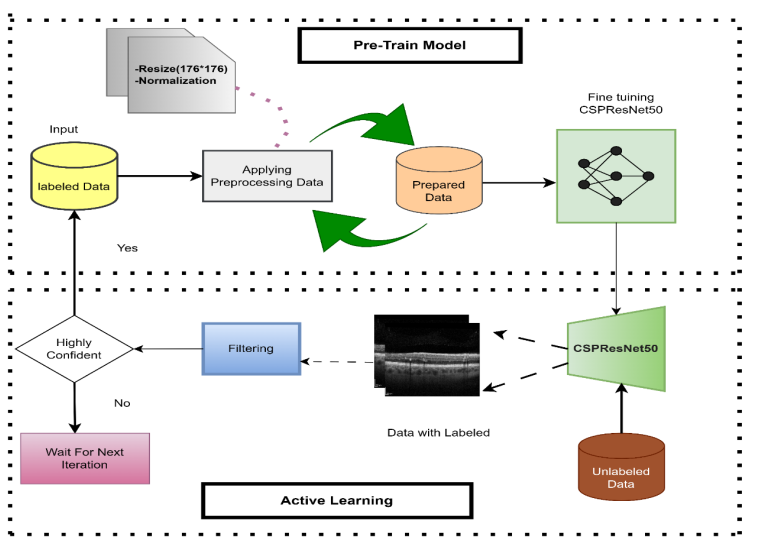 Pre-Train Model
-Resize(176*176)
-Normalization
Fine tuining
CSPResNet50
Input
labeled Data
Applying
Preprocessing Data
Prepared
Data
Yes
Highly
Confident
Filtering
CSPResNet50
No
Data with Labeled
Wait For Next
Iteration
Unlabeled
Data
Active Learning